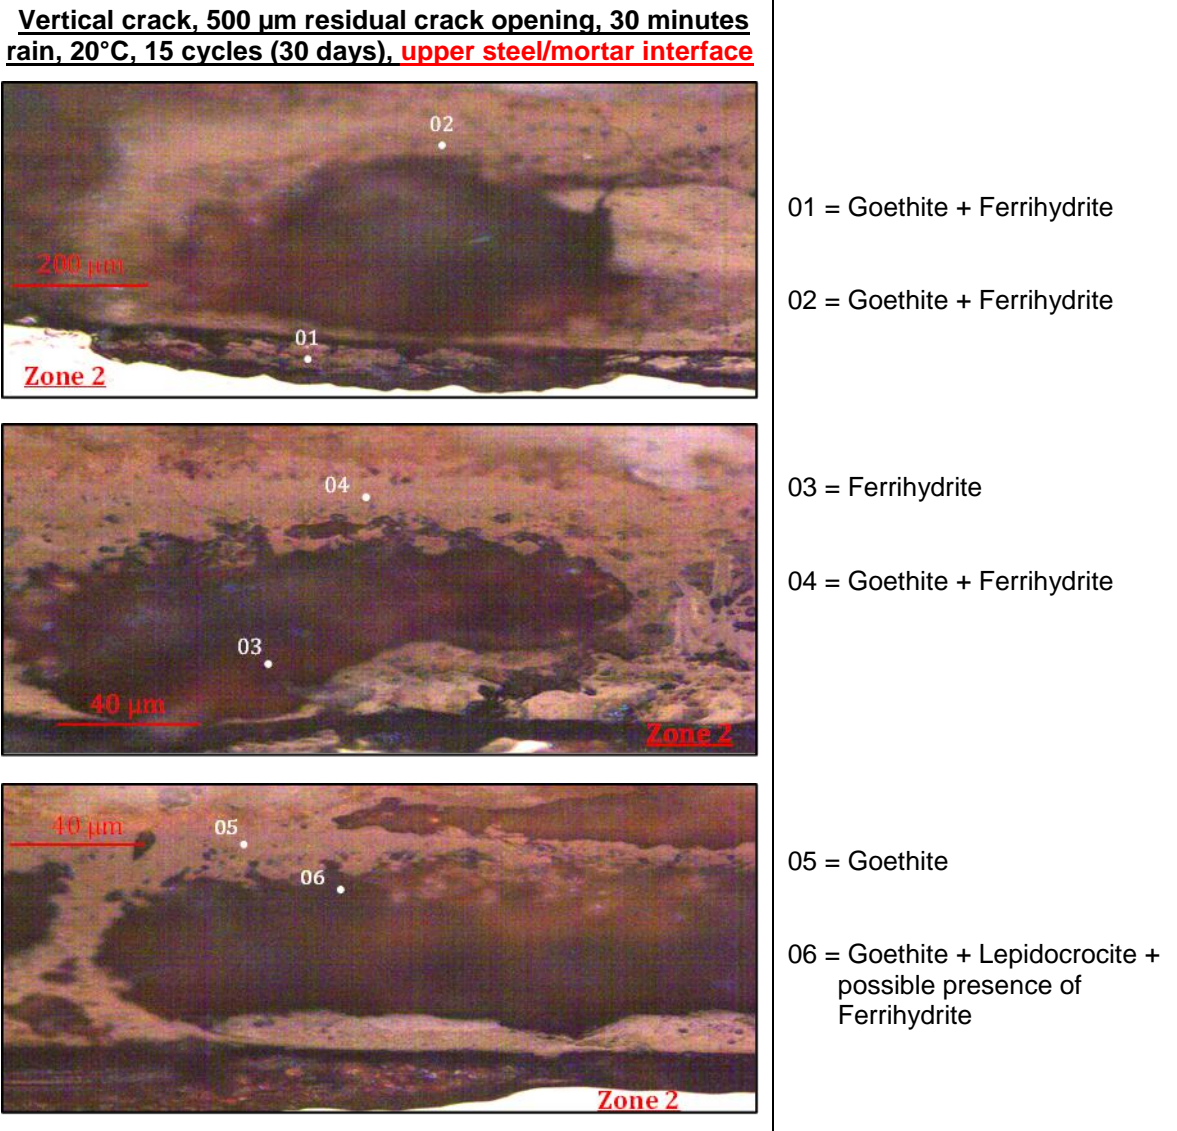 Vertical crack, 500 µm residual crack opening, 30 minutes
rain, 20°C, 15 cycles (30 days), upper steel/mortar interface
02
200 µm
01
Zone 2
01 = Goethite + Ferrihydrite
02 = Goethite + Ferrihydrite
04
03
40 µm
Zone 2
03 = Ferrihydrite
04 = Goethite + Ferrihydrite
40 µm
05
06
Zone 2
05 = Goethite
06 = Goethite + Lepidocrocite +
possible presence of
Ferrihydrite